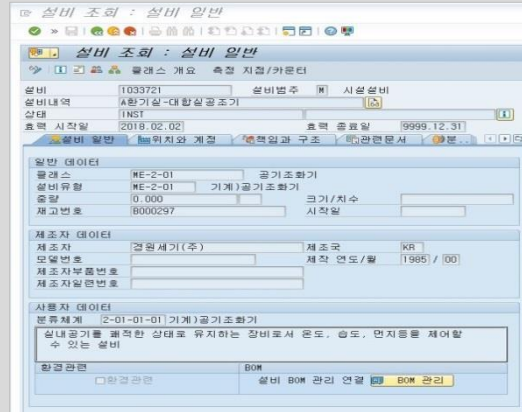 설비 조회 : 설비 일반
설비 조회 : 설비 일반
클래스 개요 측정 지점/카운터
설비 1033721 설비범주 M 시설설비
설비내역 A환기실-대합실공조기
상태 INST
효력 시작일 2018.02.02 효력 종료일 9999.12.31
설비 일반 위치와 계정 책임과 구조 관련문서 분..
일반 데이터
클래스 ME-2-01 공기조화기
설비유형 ME-2-01 기계)공기조화기
중량 0.000 크기/치수
재고번호 B000297 시작일
제조자 데이터
제조자 경원세기(주) 제조국 KR
모델번호 제작 연도/월 1985 / 00
제조자부품번호
제조자일련번호
사용자 데이터
분류체계 2-01-01-01 기계)공기조화기
실내공기를 쾌적한 상태로 유지하는 장비로서 온도, 습도, 먼지등을 제어할
수 있는 설비
환경관련 BOM
환경관련 설비 BOM 관리 연결 BOM 관리